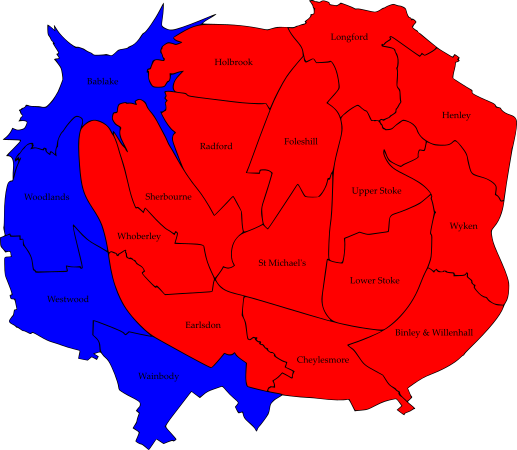 Longford
Holbrook
Bablake
Henley
Foleshill
Radford
Upper Stoke
Sherbourne
Woodlands
Wyken
Whoberley
St Michael's
Lower Stoke
Westwood
Earlsdon
Binley & Willenhall
Cheylesmore
Wainbody